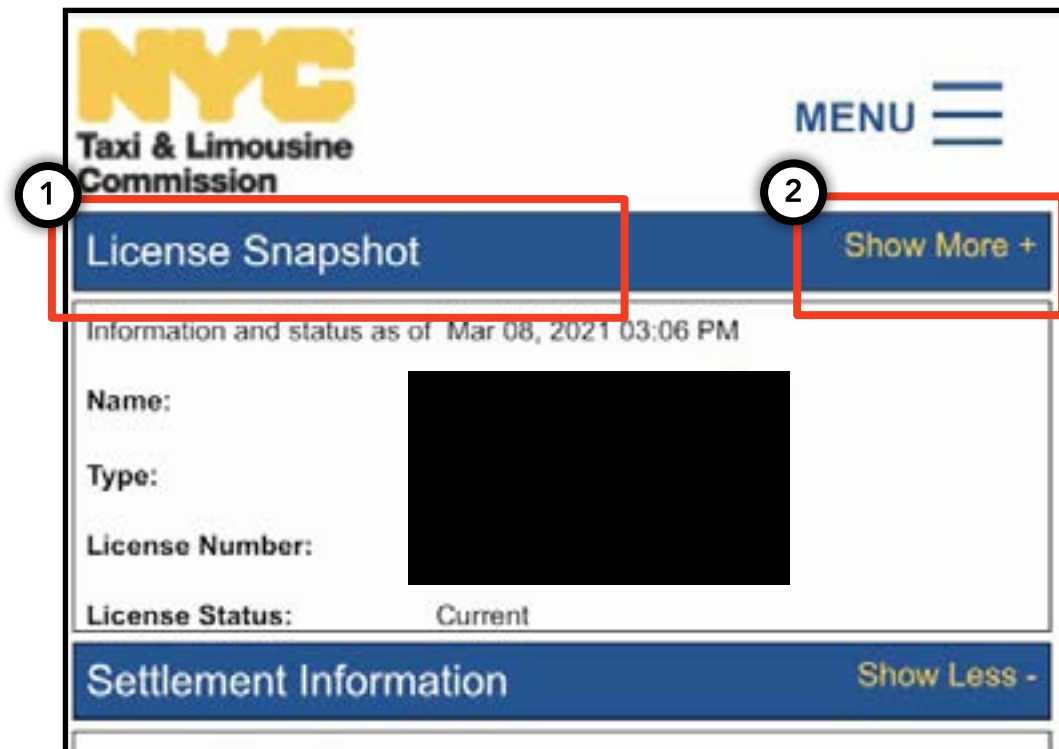 NYC
Taxi & Limousine
Commission
MENU
1
2
License Snapshot
Show More +
Information and status as of Mar 08, 2021 03:06 PM
Name:
Type:
License Number:
License Status: Current
Settlement Information
Show Less -